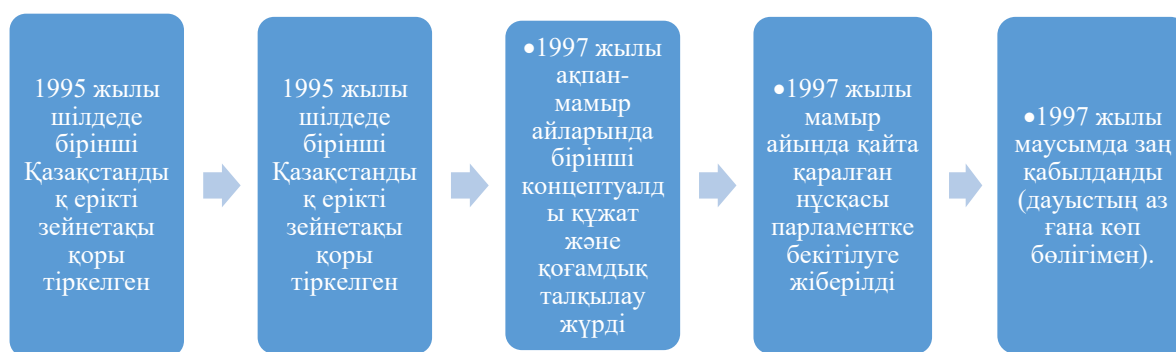 1995 жылы
шілдеде
бірінші
Қазақстанды
қ ерікті
зейнетақы
қоры
тіркелген
1995 жылы
шілдеде
бірінші
Қазақстанды
қ ерікті
зейнетақы
қоры
тіркелген
•1997 жылы
ақпан-
мамыр
айларында
бірінші
концептуалд
ы құжат
және
қоғамдық
талқылау
жүрді
•1997 жылы
мамыр
айында қайта
қаралған
нұсқасы
парламентке
бекітілуге
жіберілді
•1997 жылы
маусымда заң
қабылданды
(дауыстың аз
ғана көп
бөлігімен).